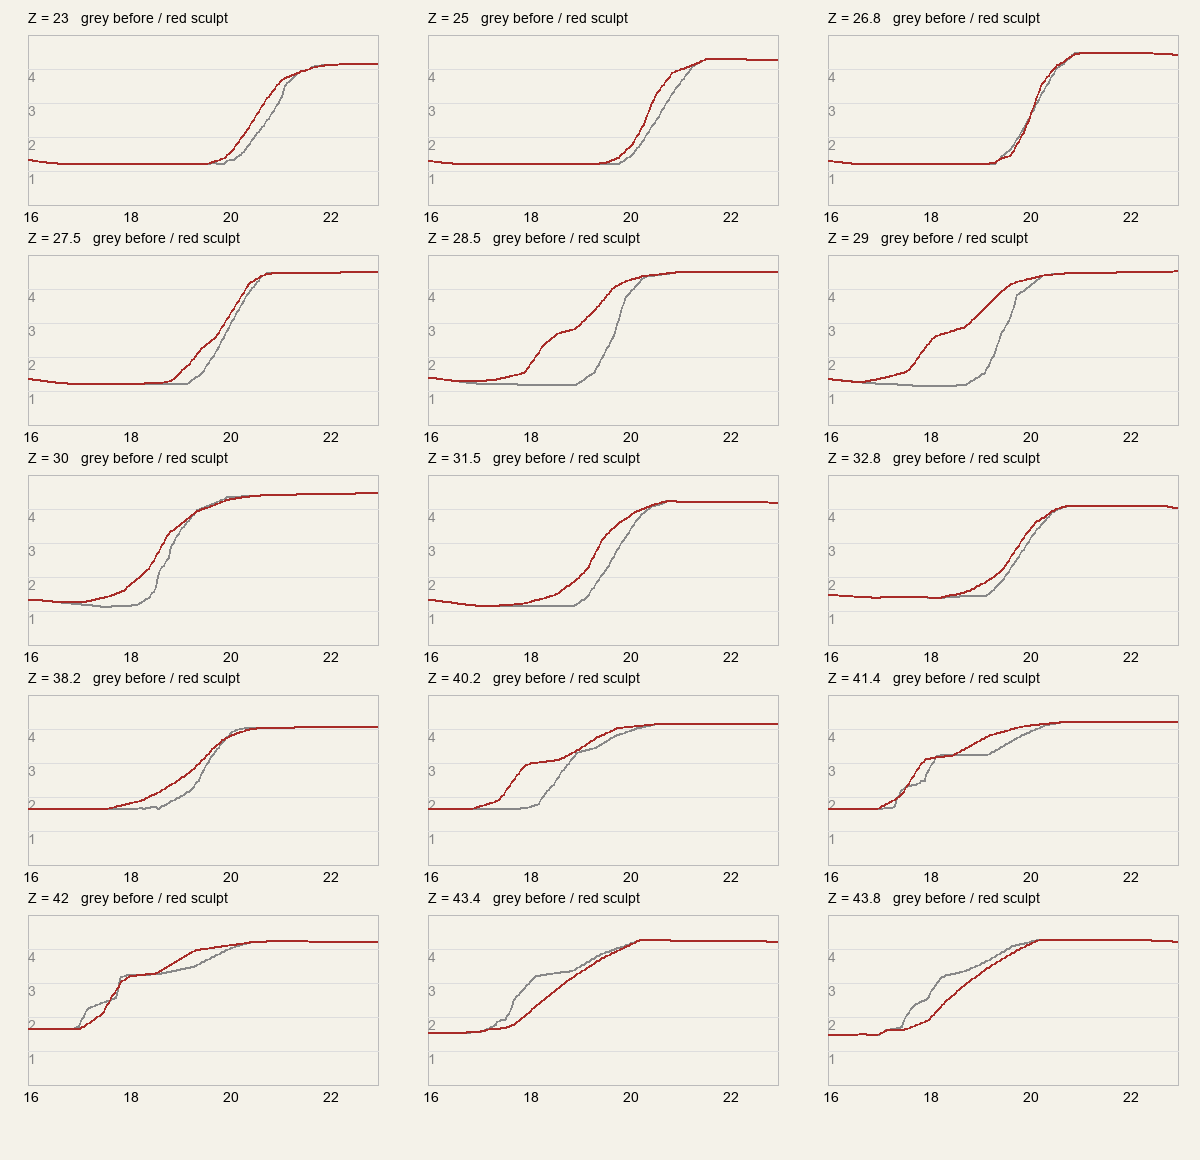 Z = 23   grey before / red sculpt
4
3
2
1
16 18 20 22
Z = 25   grey before / red sculpt
4
3
2
1
16 18 20 22
Z = 26.8   grey before / red sculpt
4
3
2
1
16 18 20 22
Z = 27.5   grey before / red sculpt
4
3
2
1
16 18 20 22
Z = 28.5   grey before / red sculpt
4
3
2
1
16 18 20 22
Z = 29   grey before / red sculpt
4
3
2
1
16 18 20 22
Z = 30   grey before / red sculpt
4
3
2
1
16 18 20 22
Z = 31.5   grey before / red sculpt
4
3
2
1
16 18 20 22
Z = 32.8   grey before / red sculpt
4
3
2
1
16 18 20 22
Z = 38.2   grey before / red sculpt
4
3
2
1
16 18 20 22
Z = 40.2   grey before / red sculpt
4
3
2
1
16 18 20 22
Z = 41.4   grey before / red sculpt
4
3
2
1
16 18 20 22
Z = 42   grey before / red sculpt
4
3
2
1
16 18 20 22
Z = 43.4   grey before / red sculpt
4
3
2
1
16 18 20 22
Z = 43.8   grey before / red sculpt
4
3
2
1
16 18 20 22